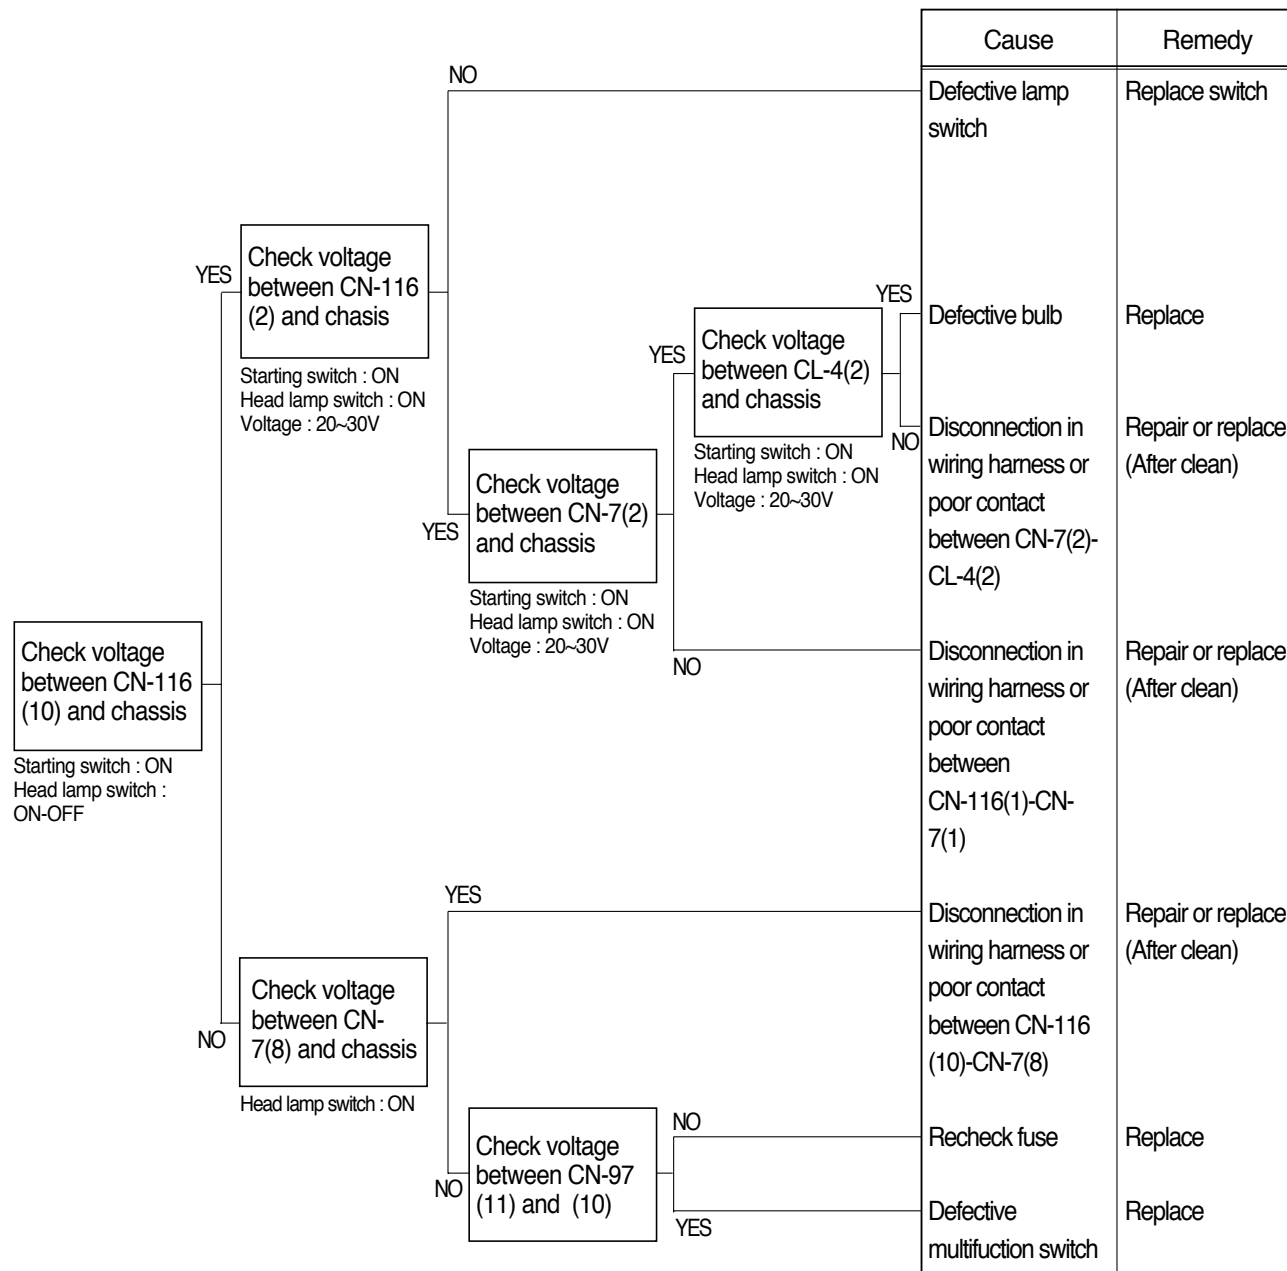 Cause
Remedy
NO
Defective lamp
switch
Replace switch
YES
Check voltage
between CN-116
(2) and chasis
Starting switch : ON
Head lamp switch : ON
Voltage : 20~30V
YES
Check voltage
between CN-7(2)
and chassis
Starting switch : ON
Head lamp switch : ON
Voltage : 20~30V
YES
Check voltage
between CL-4(2)
and chassis
Starting switch : ON
Head lamp switch : ON
Voltage : 20~30V
YES
Defective bulb
Replace
NO
Disconnection in
wiring harness or
poor contact
between CN-7(2)-
CL-4(2)
Repair or replace
(After clean)
NO
Disconnection in
wiring harness or
poor contact
between
CN-116(1)-CN-
7(1)
Repair or replace
(After clean)
Check voltage
between CN-116
(10) and chassis
Starting switch : ON
Head lamp switch :
ON-OFF
NO
Check voltage
between CN-
7(8) and chassis
Head lamp switch : ON
YES
Disconnection in
wiring harness or
poor contact
between CN-116
(10)-CN-7(8)
Repair or replace
(After clean)
NO
Check voltage
between CN-97
(11) and (10)
NO
Recheck fuse
Replace
YES
Defective
multifuction switch
Replace